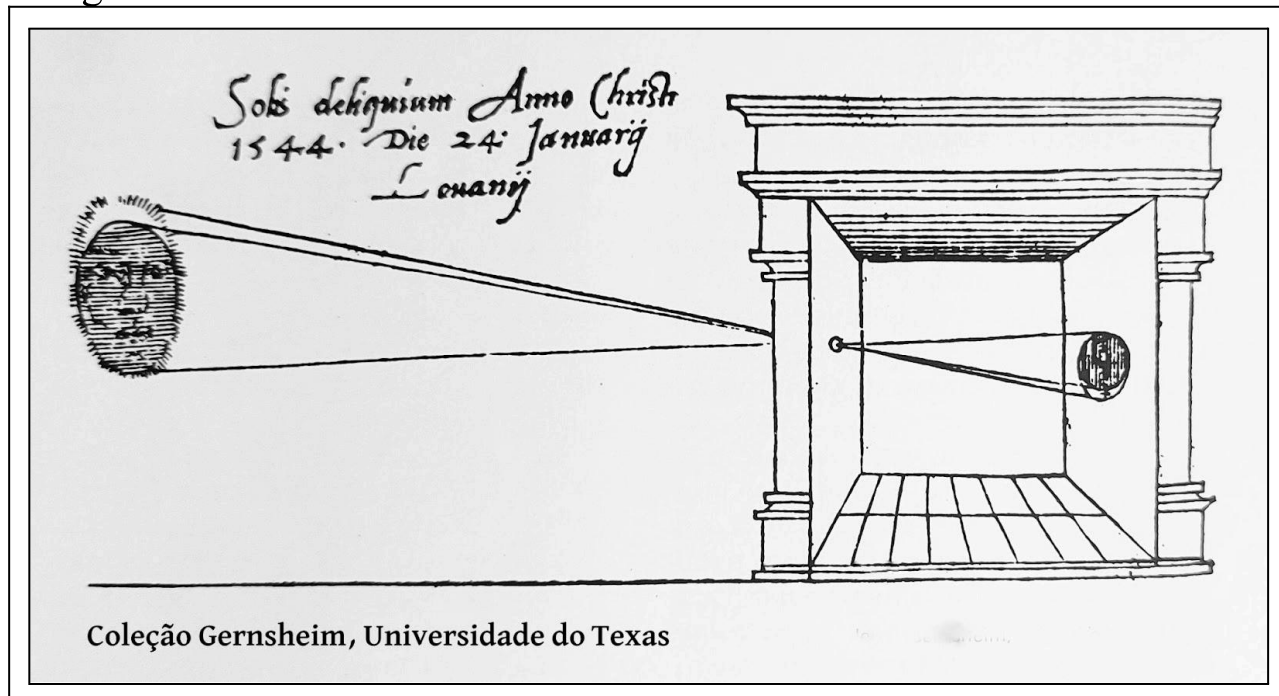 Solis deliquium Anno Christi
1544. Die 24: Januarij
Louanij
Coleção Gernsheim, Universidade do Texas